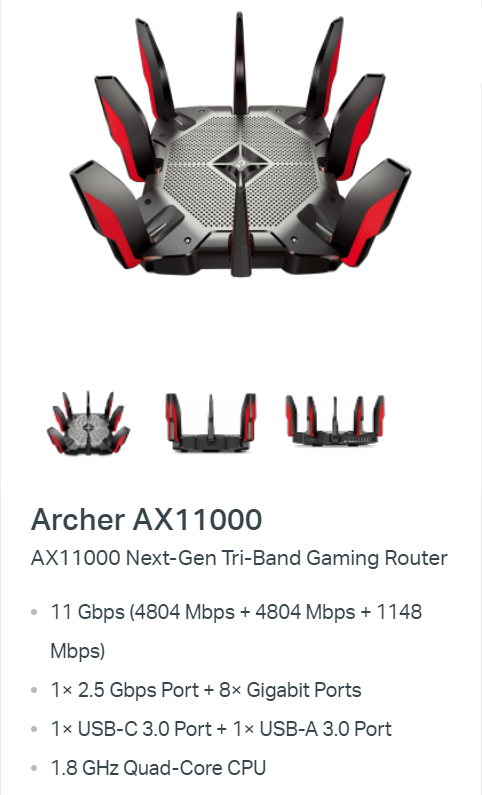 Archer AX11000
AX11000 Next-Gen Tri-Band Gaming Router
11 Gbps (4804 Mbps + 4804 Mbps + 1148
Mbps)
1× 2.5 Gbps Port + 8× Gigabit Ports
1× USB-C 3.0 Port + 1× USB-A 3.0 Port
1.8 GHz Quad-Core CPU